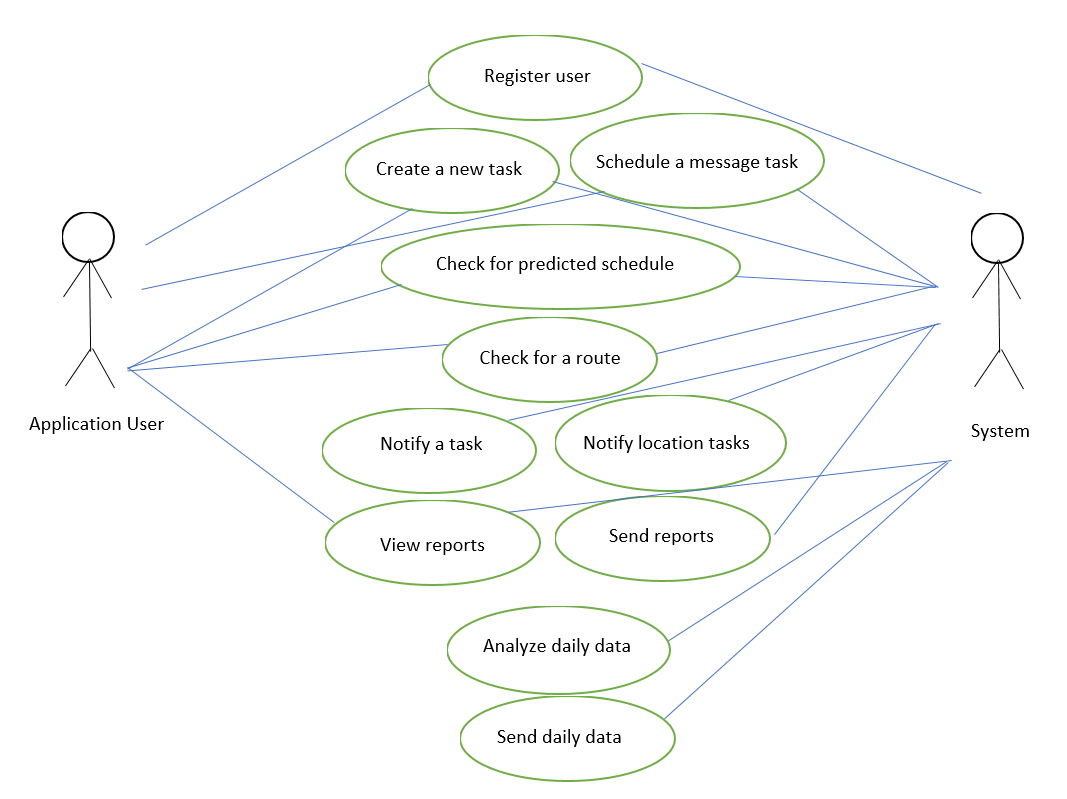 Register user
Create a new task
Schedule a message task
Check for predicted schedule
Check for a route
Application User
System
Notify a task
Notify location tasks
View reports
Send reports
Analyze daily data
Send daily data